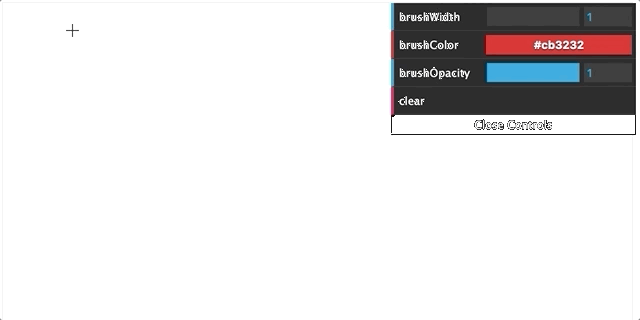 brushWidth 1
brushColor #cb3232
brushOpacity 1
clear
Close Controls